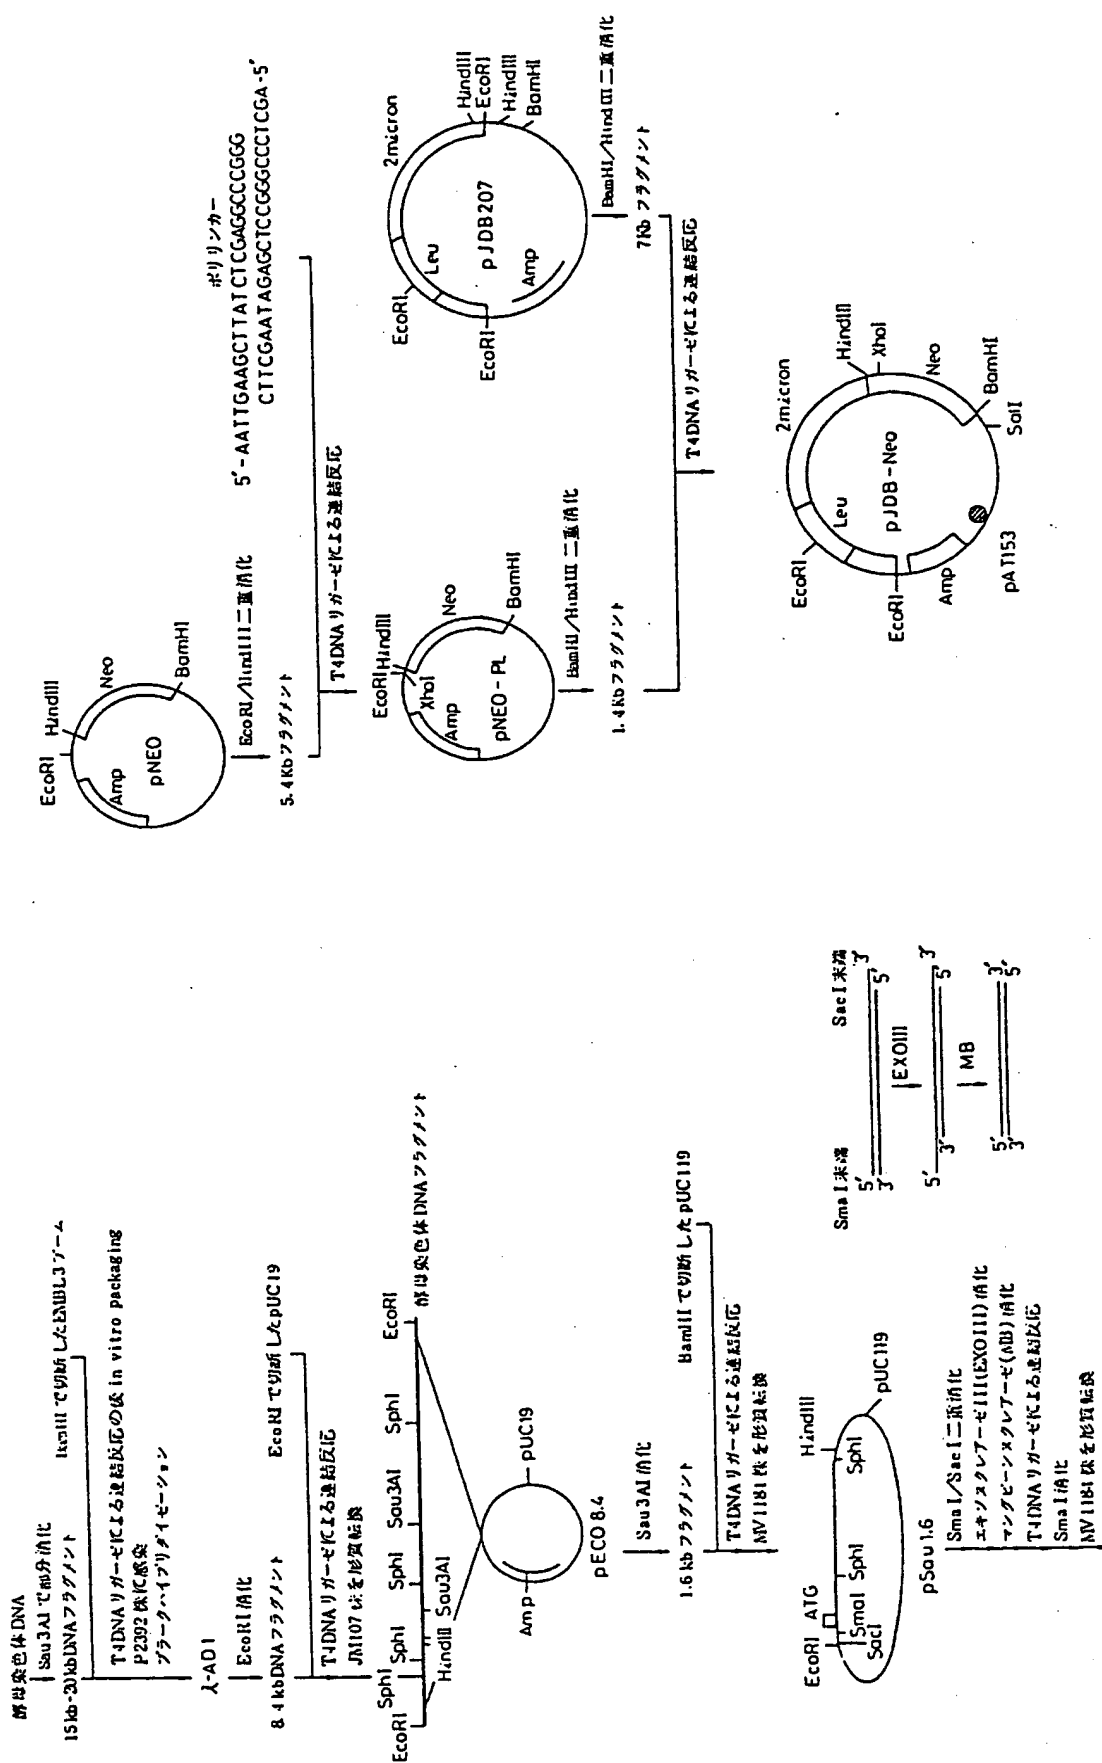 酵母染色体DNA
Sau3AIで部分消化
15kb-20kbDNAフラグメント
BamHIで切断したEMBL3アーム
T4DNAリガーゼによる連結反応の後 in vitro packaging
P2392株に感染
プラークハイブリダイゼーション
λ-AD1
EcoRI消化
8.4kbDNAフラグメント
EcoRIで切断したpUC19
T4DNAリガーゼによる連結反応
JM107株を形質転換
EcoRI
SphI
SphI
SphI
Sau3AI
SphI
EcoRI
HindIII
Sau3AI
酵母染色体DNAフラグメント
Amp
pUC19
pECO8.4
Sau3AI消化
1.6kbフラグメント
BamHIで切断したpUC119
T4DNAリガーゼによる連結反応
MV1184株を形質転換
EcoRI
ATG
SmaI
SacI
SphI
SphI
HindIII
pUC119
pSau1.6
SmaI/SacI二重消化
エキソヌクレアーゼIII(EXOIII)消化
マングビーンヌクレアーゼ(MB)消化
T4DNAリガーゼによる連結反応
SmaI消化
MV1184株を形質転換
SmaI末端
SacI末端
5′
3′
3′
5′
EXOIII
5′
3′
3′
5′
MB
5′
3′
3′
5′
EcoRI
HindIII
Neo
BamHI
Amp
pNEO
EcoRI/HindIII二重消化
5.4Kbフラグメント
ポリリンカー
5′-AATTGAAGCTTATCTCGAGGCCCGGG
CTTCGAATAGAGCTCCGGGCCCTCGA-5′
T4DNAリガーゼによる連結反応
EcoRI
HindIII
XhoI
Neo
BamHI
Amp
pNEO-PL
BamHI/HindIII二重消化
1.4Kbフラグメント
2micron
HindIII
EcoRI
HindIII
BamHI
EcoRI
Leu
pJDB207
Amp
EcoRI
BamHI/HindIII二重消化
7Kbフラグメント
T4DNAリガーゼによる連結反応
2micron
HindIII
XhoI
Neo
BamHI
SalI
EcoRI
Leu
pJDB-Neo
EcoRI
Amp
pAT153